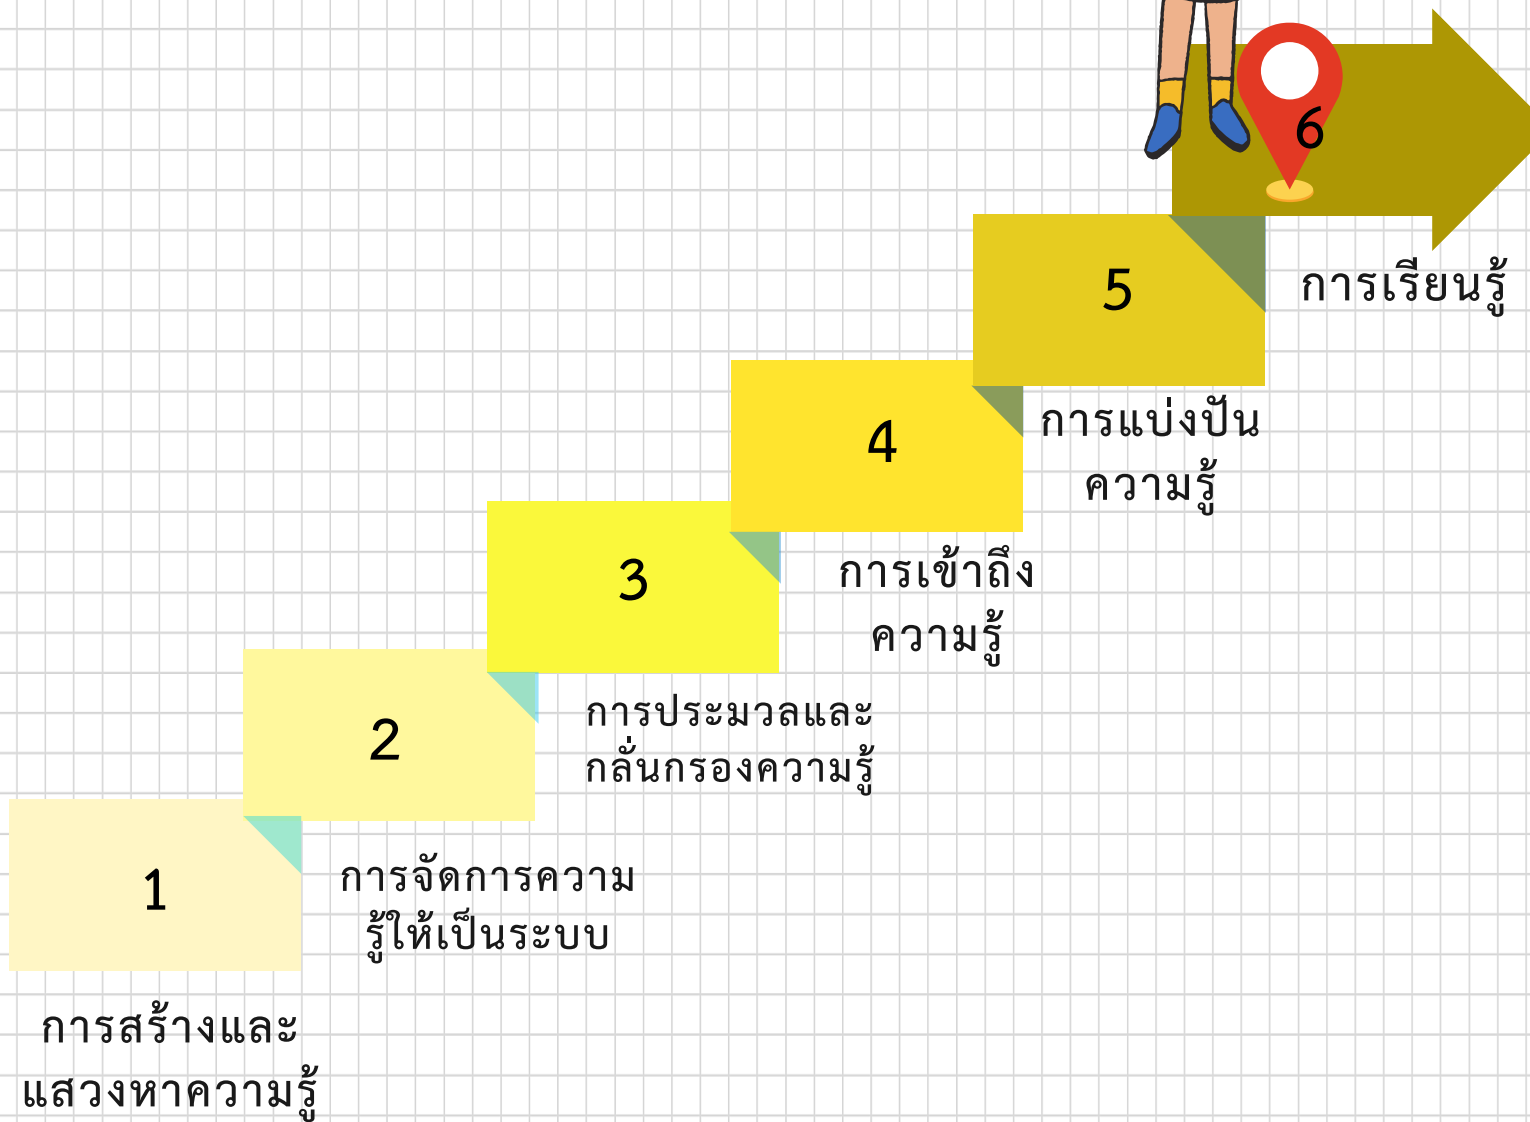 6
การเรียนรู้
5
การแบ่งปัน
ความรู้
4
การเข้าถึง
ความรู้
3
การประมวลและ
กลั่นกรองความรู้
2
การจัดการความ
รู้ให้เป็นระบบ
1
การสร้างและ
แสวงหาความรู้